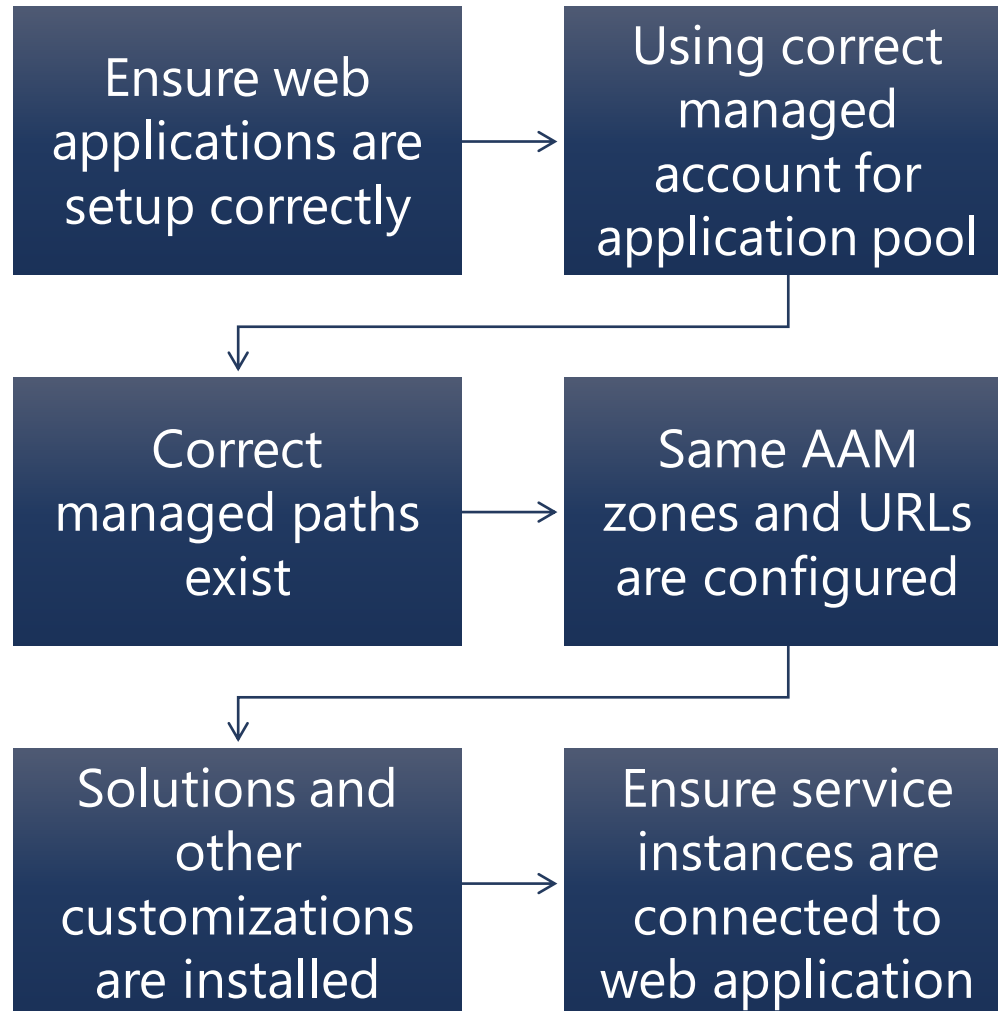 Ensure web
applications are
setup correctly
Using correct
managed
account for
application pool
Correct
managed paths
exist
Same AAM
zones and URLs
are configured
Solutions and
other
customizations
are installed
Ensure service
instances are
connected to
web application